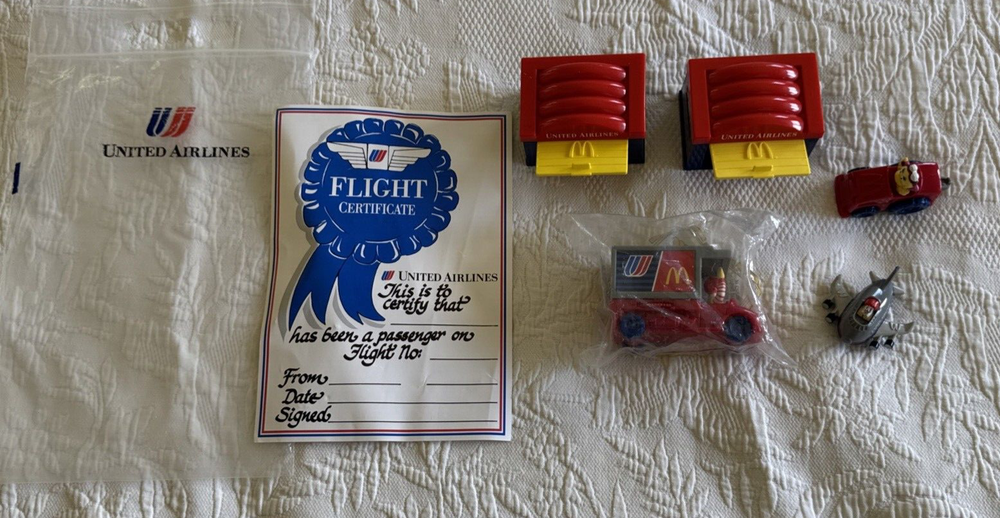 UNITED AIRLINES
FLIGHT
CERTIFICATE
UNITED AIRLINES
This is to
certify that
has been a passenger on
Flight No:
From
Date
Signed
UNITED AIRLINES
UNITED AIRLINES